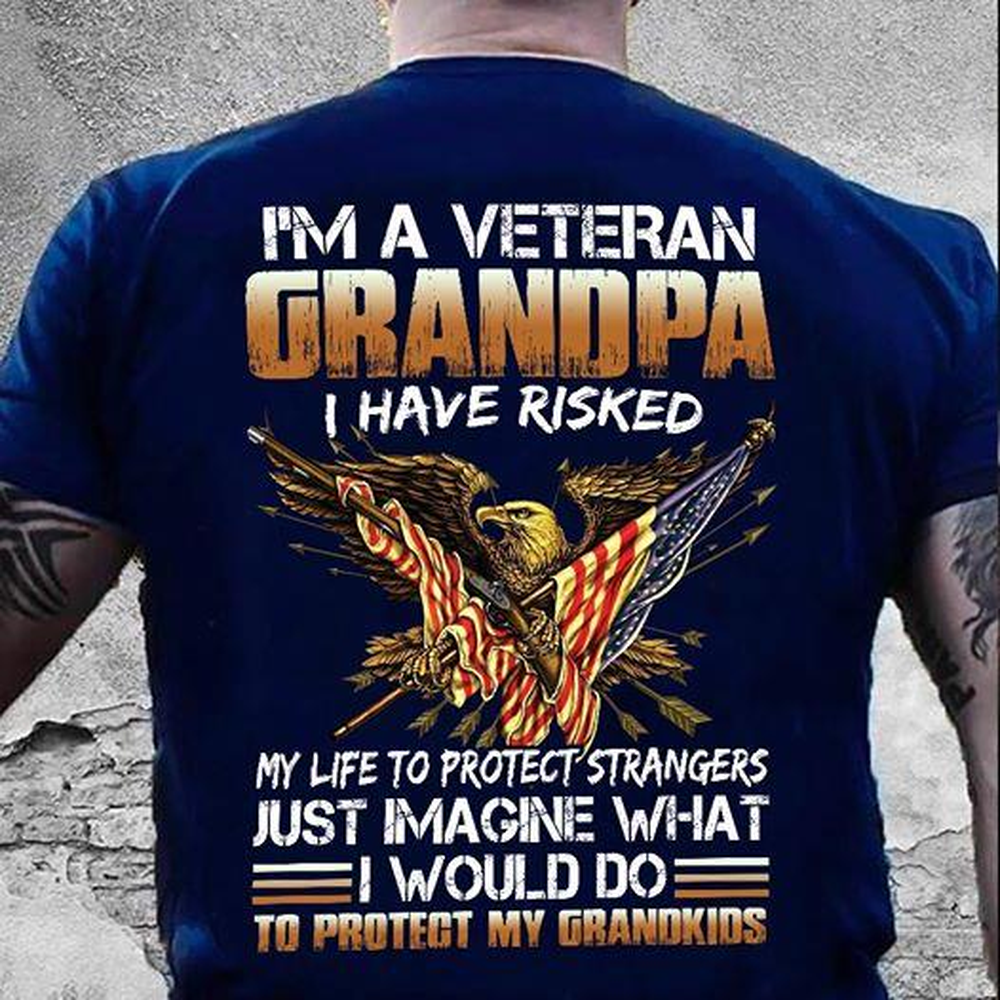 I'M A VETERAN
GRANDPA
I HAVE RISKED
MY LIFE TO PROTECT STRANGERS
JUST IMAGINE WHAT
I WOULD DO
TO PROTECT MY GRANDKIDS